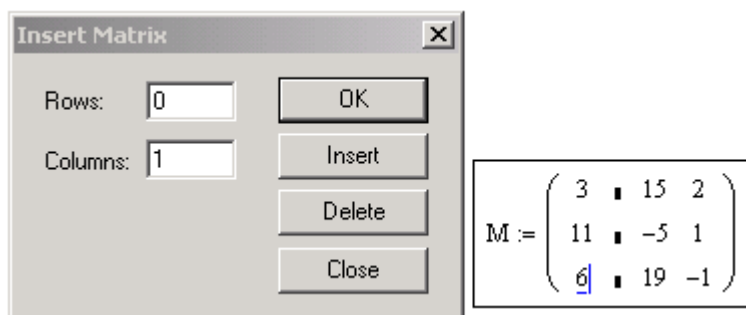 Insert Matrix
Rows: 0
OK
Columns: 1
Insert
Delete
Close
3 ∎ 15 2
M := 11 ∎ -5 1
6 ∎ 19 -1